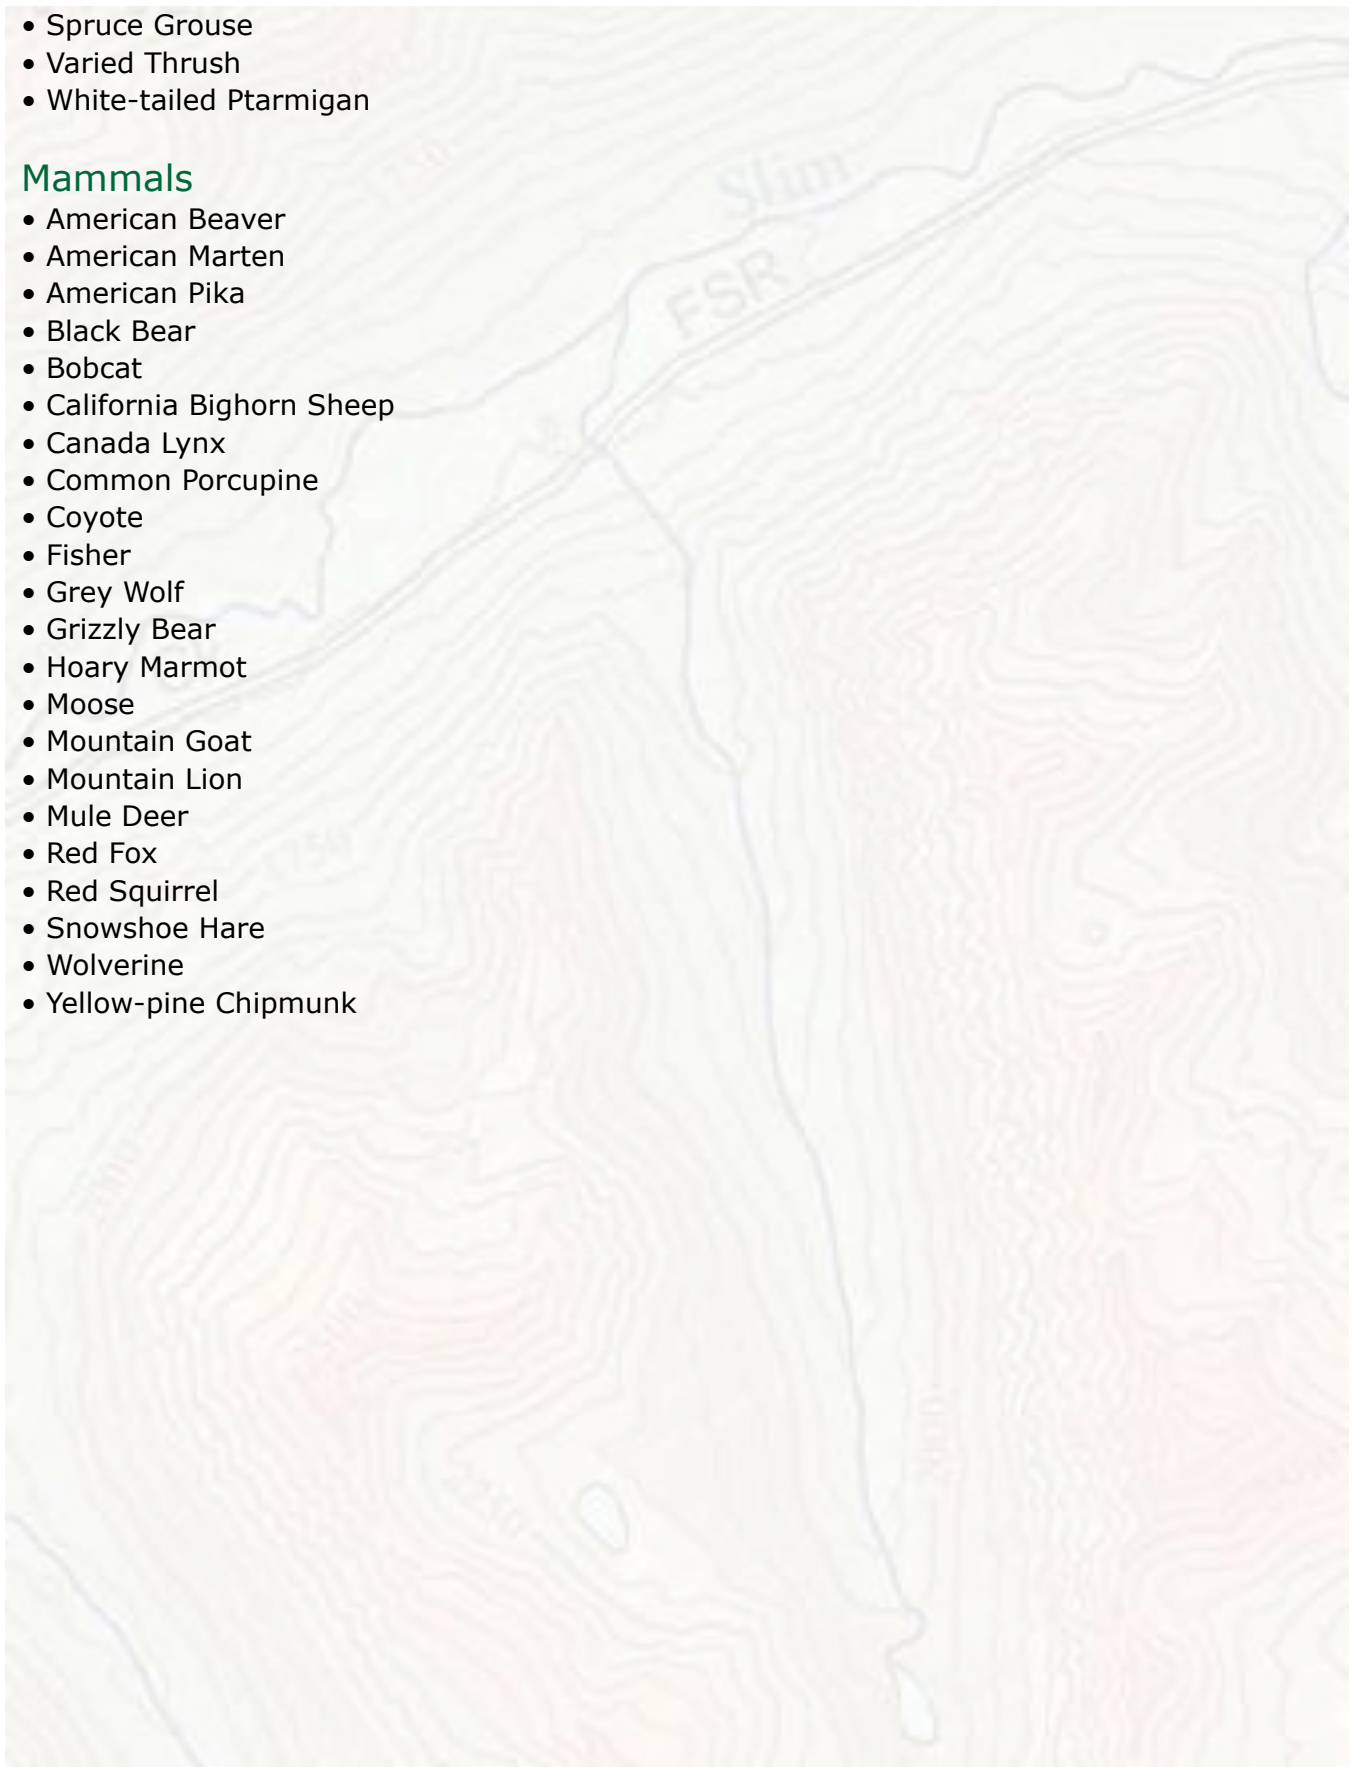 • Spruce Grouse
• Varied Thrush
• White-tailed Ptarmigan
Mammals
• American Beaver
• American Marten
• American Pika
• Black Bear
• Bobcat
• California Bighorn Sheep
• Canada Lynx
• Common Porcupine
• Coyote
• Fisher
• Grey Wolf
• Grizzly Bear
• Hoary Marmot
• Moose
• Mountain Goat
• Mountain Lion
• Mule Deer
• Red Fox
• Red Squirrel
• Snowshoe Hare
• Wolverine
• Yellow-pine Chipmunk
Slim
FSR